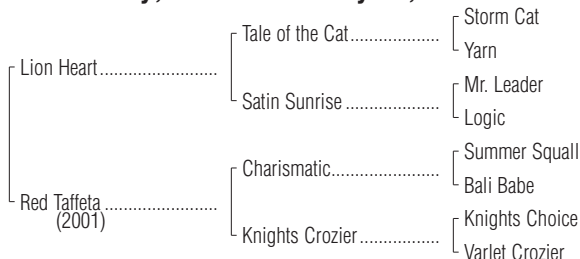 Storm Cat
Tale of the Cat....................
Yarn
Lion Heart.........................
Mr. Leader
Satin Sunrise .....................
Logic
Summer Squall
Charismatic........................
Bali Babe
Red Taffeta ........................
(2001)
Knights Choice
Knights Crozier ..................
Varlet Crozier